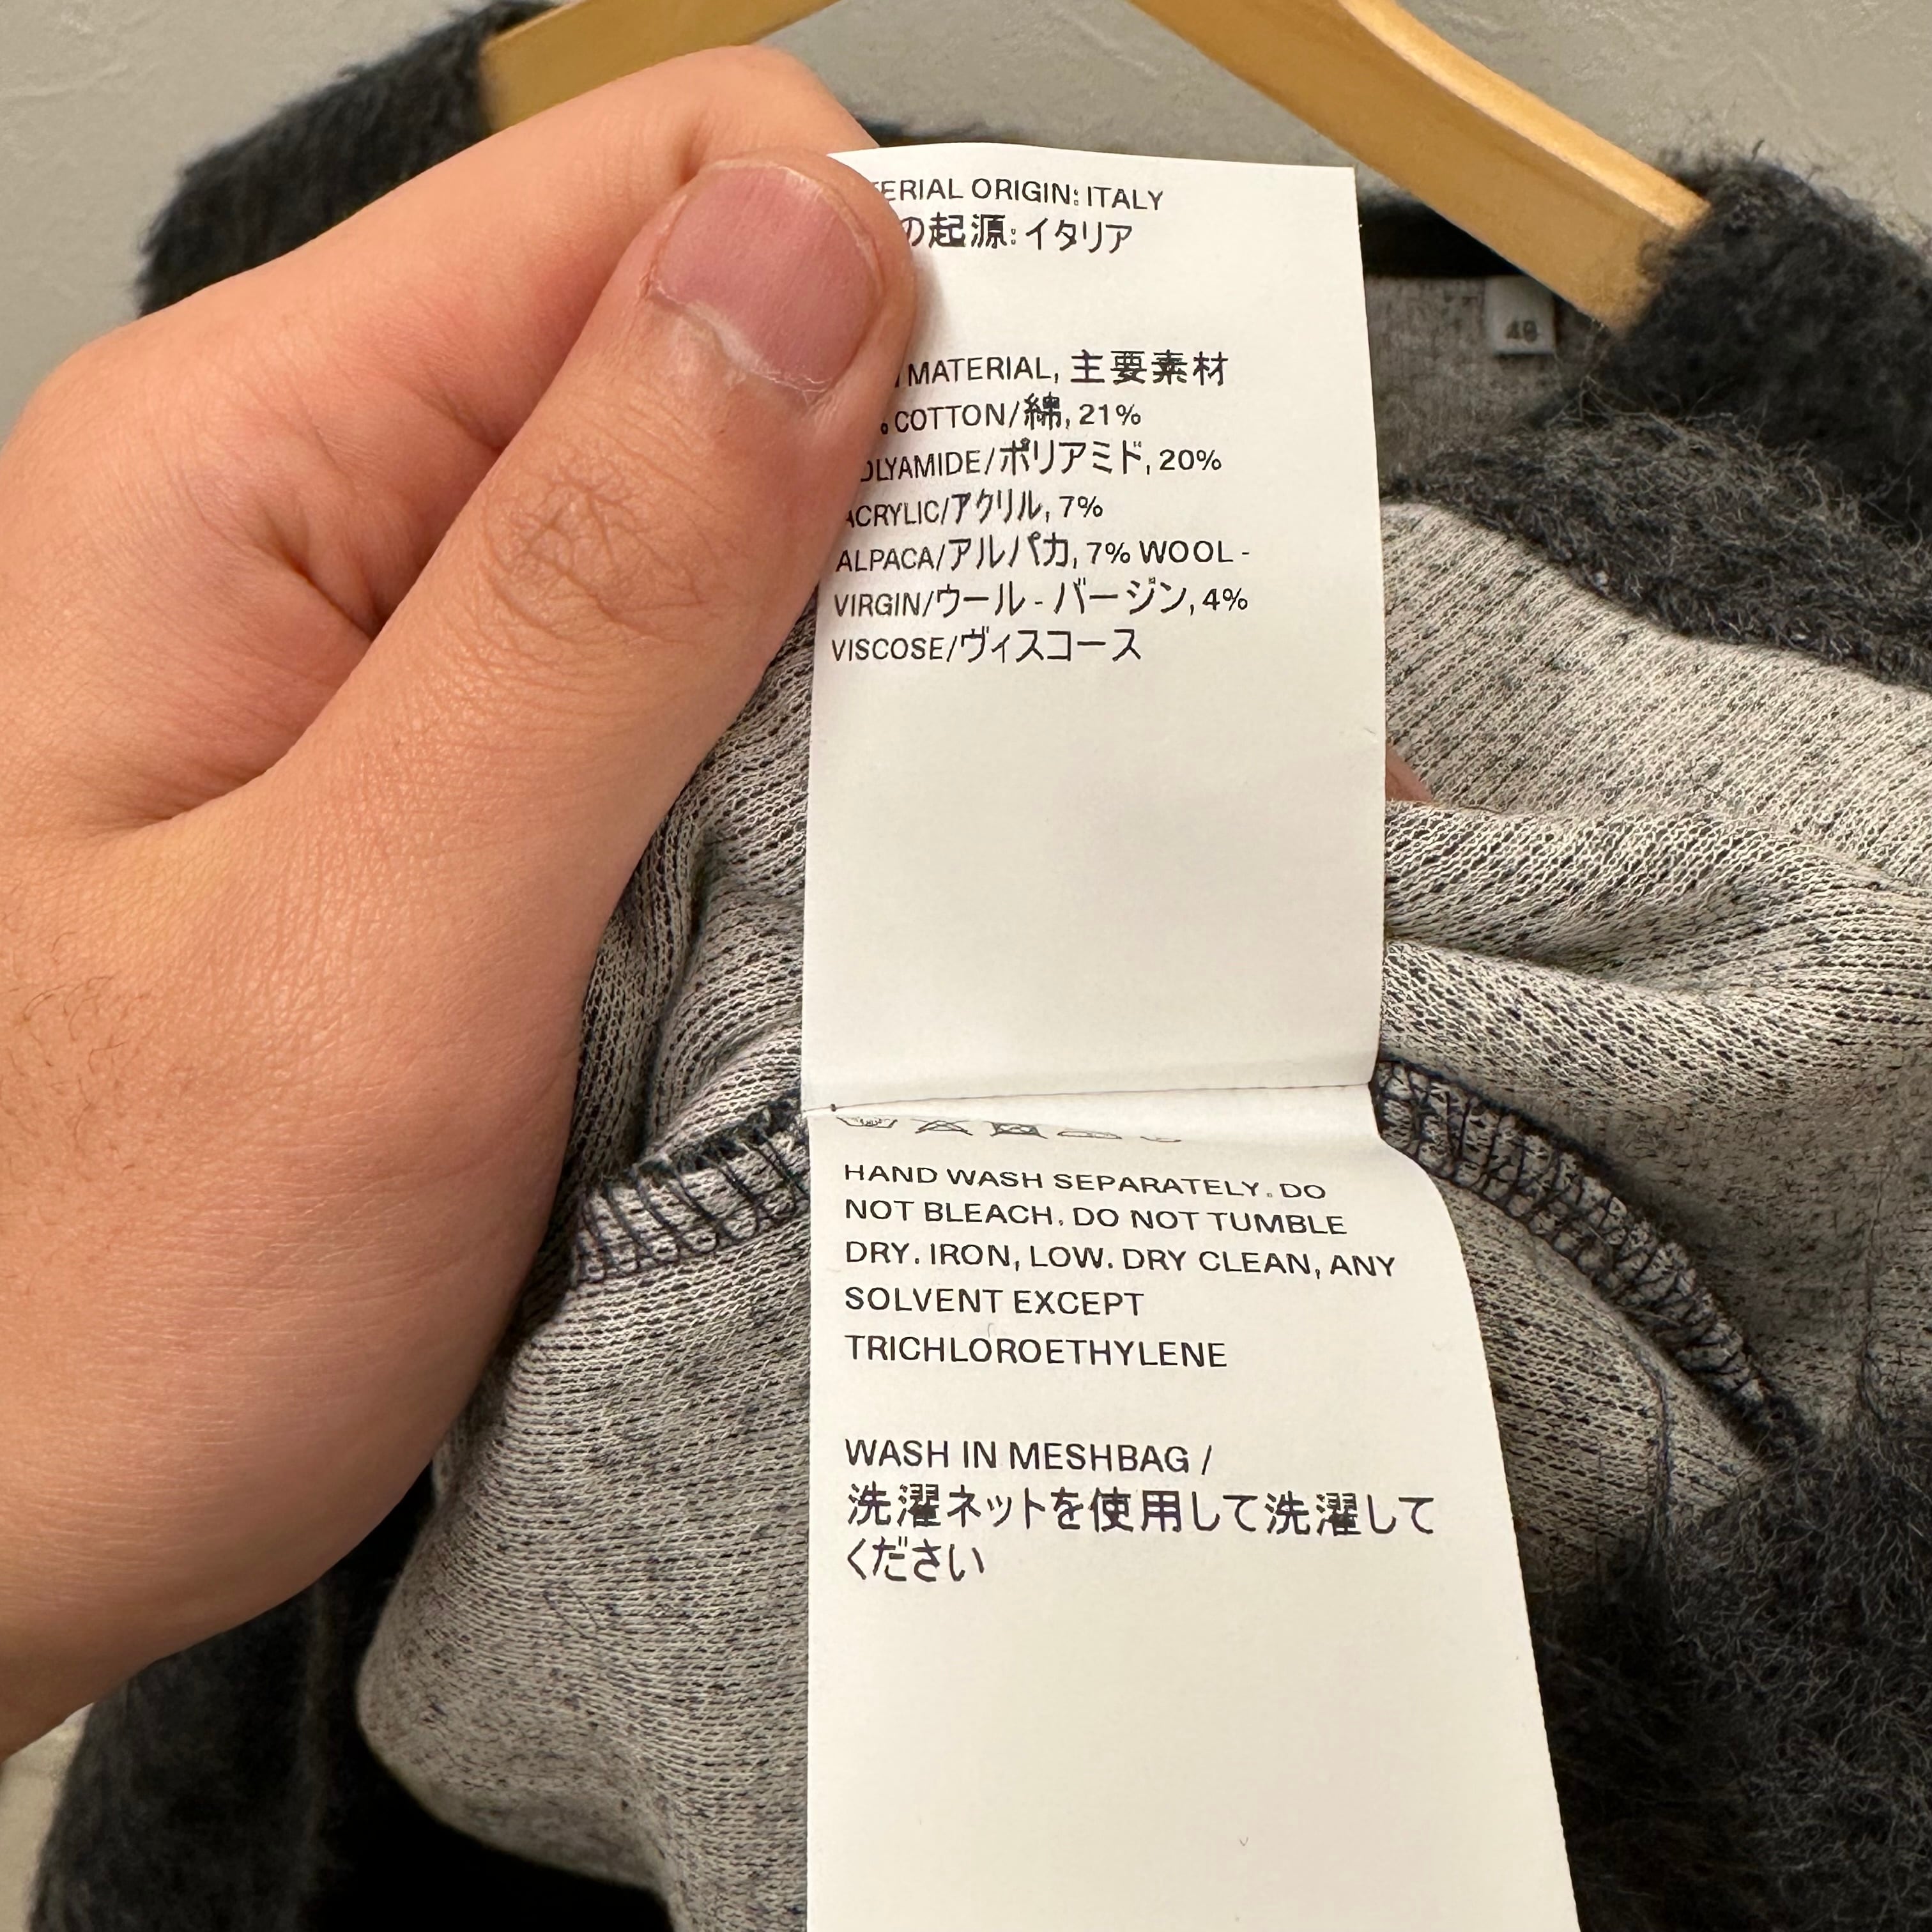 ORIGIN: ITALY
の起源: イタリア
MATERIAL, 主要素材
COTTON/綿, 21%
/ポリアミド, 20%
/アクリル, 7%
ALPACA/アルパカ, 7% WOOL -
VIRGIN/ウール - バージン, 4%
VISCOSE/ヴィスコース
48
HAND WASH SEPARATELY. DO
NOT BLEACH. DO NOT TUMBLE
DRY. IRON, LOW. DRY CLEAN, ANY
SOLVENT EXCEPT
TRICHLOROETHYLENE
WASH IN MESHBAG /
洗濯ネットを使用して洗濯して
ください